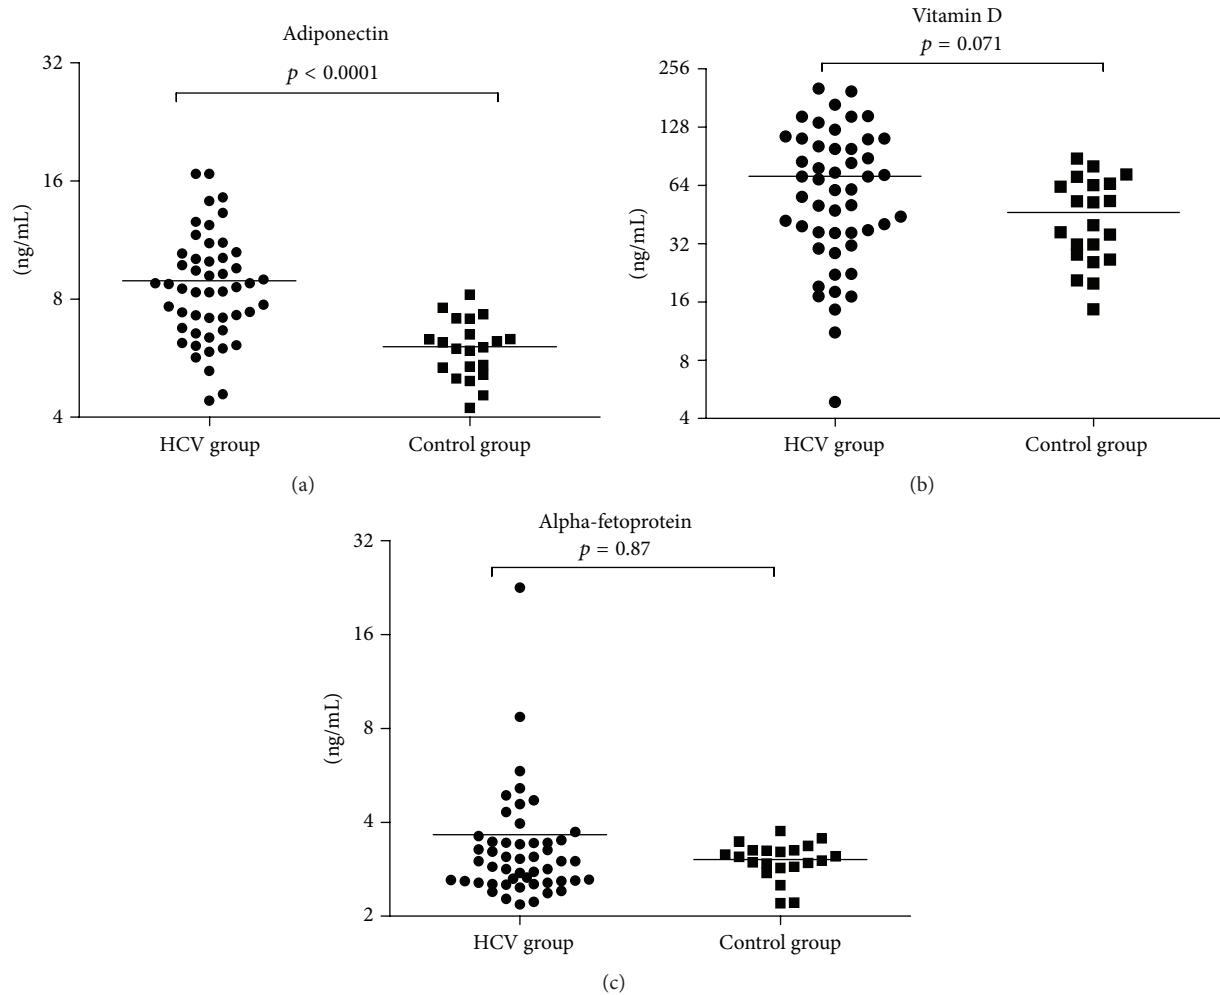 Adiponectin
p < 0.0001
32
16
8
4
(ng/mL)
HCV group
Control group
(a)
Vitamin D
p = 0.071
256
128
64
32
16
8
4
(ng/mL)
HCV group
Control group
(b)
Alpha-fetoprotein
p = 0.87
32
16
8
4
2
(ng/mL)
HCV group
Control group
(c)